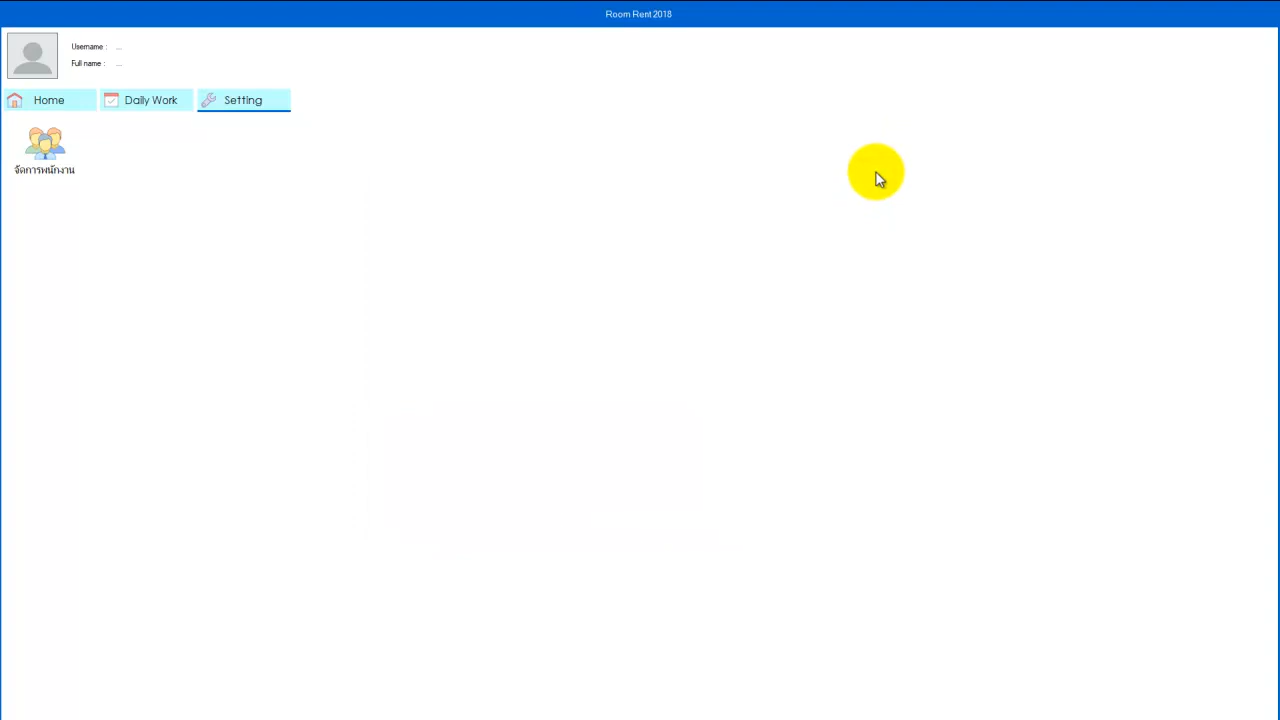 Room Rent 2018
Username : ...
Full name : ...
Home
Daily Work
Setting
จัดการพนักงาน